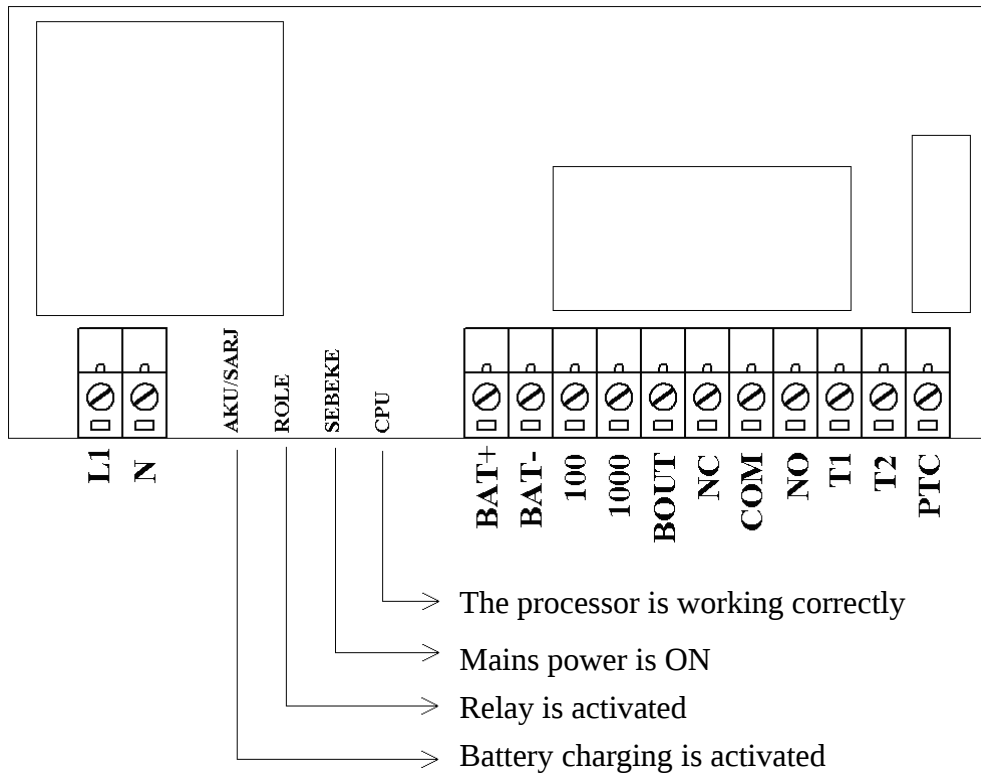 L1
N
AKU/SARJ
ROLE
SEBEKE
CPU
BAT+
BAT-
100
1000
BOUT
NC
COM
NO
T1
T2
PTC
The processor is working correctly
Mains power is ON
Relay is activated
Battery charging is activated